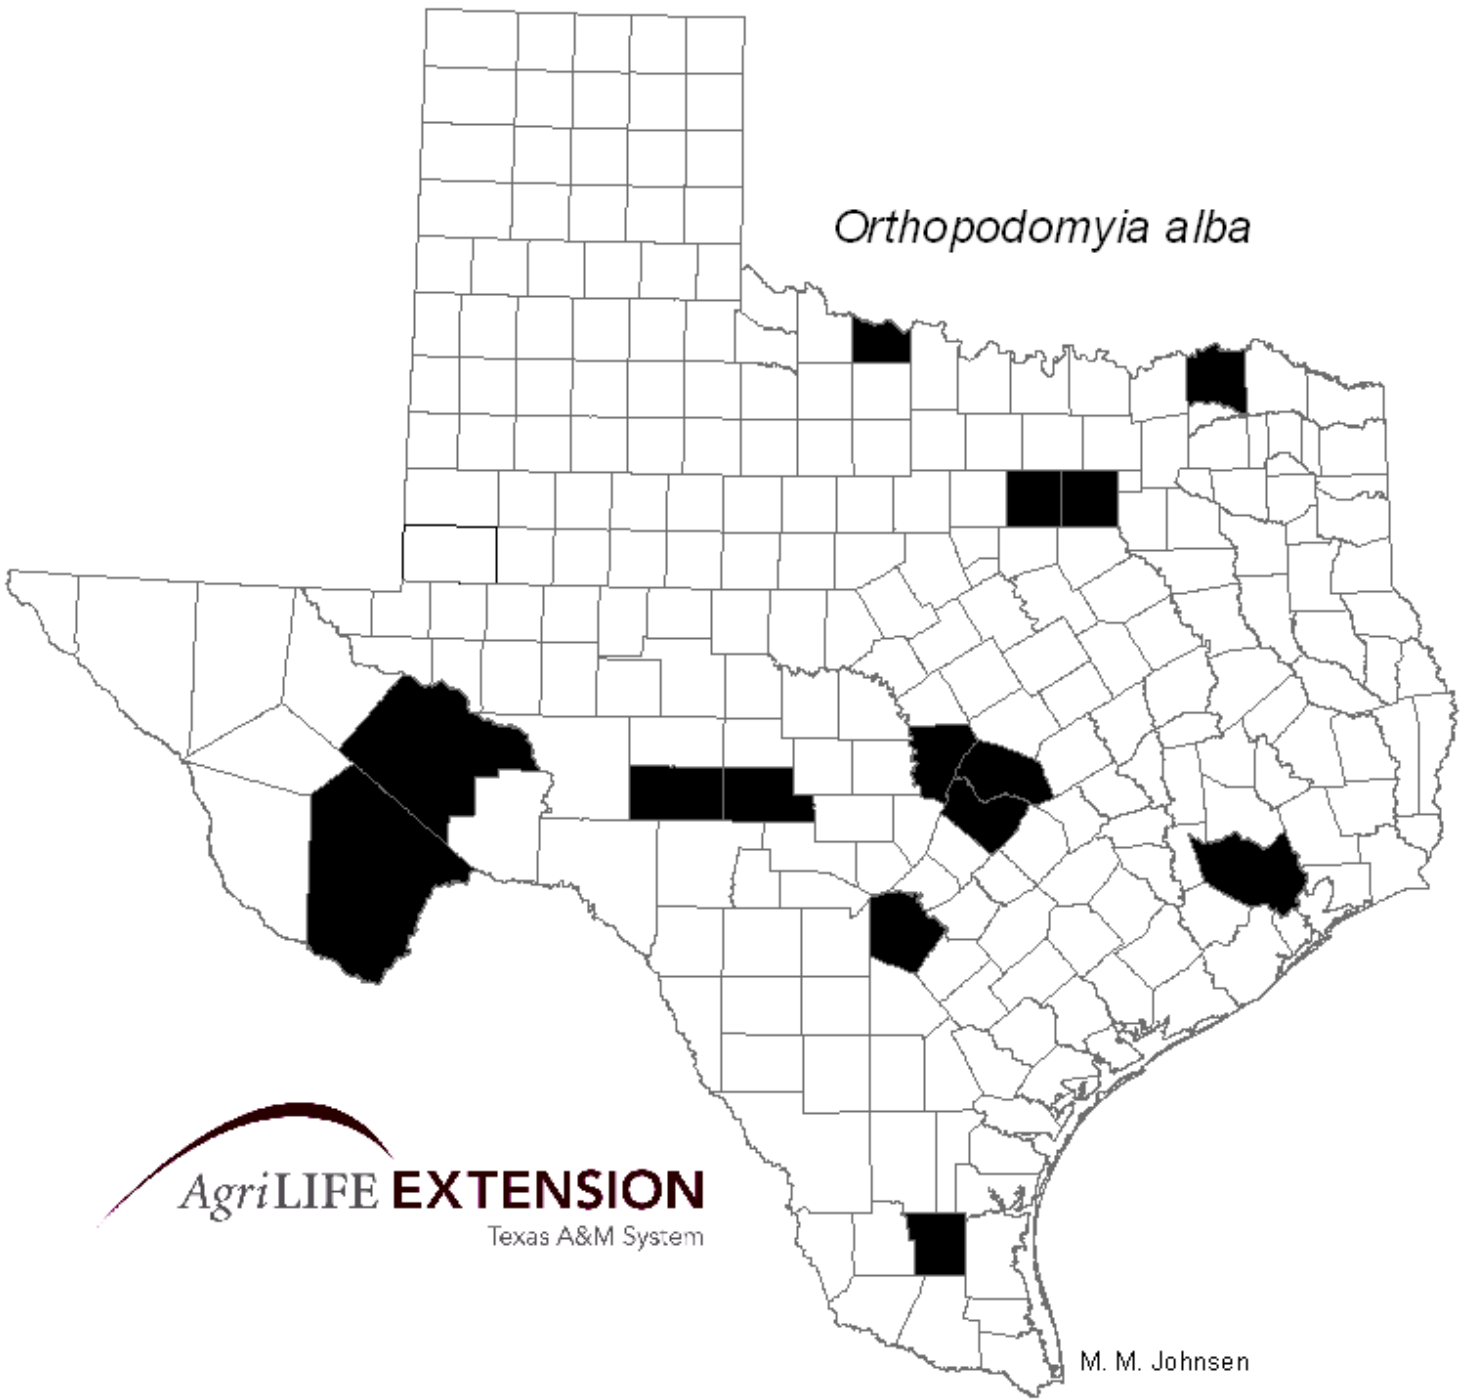 Orthopodomyia alba
AgriLIFE EXTENSION
Texas A&M System
M. M. Johnsen